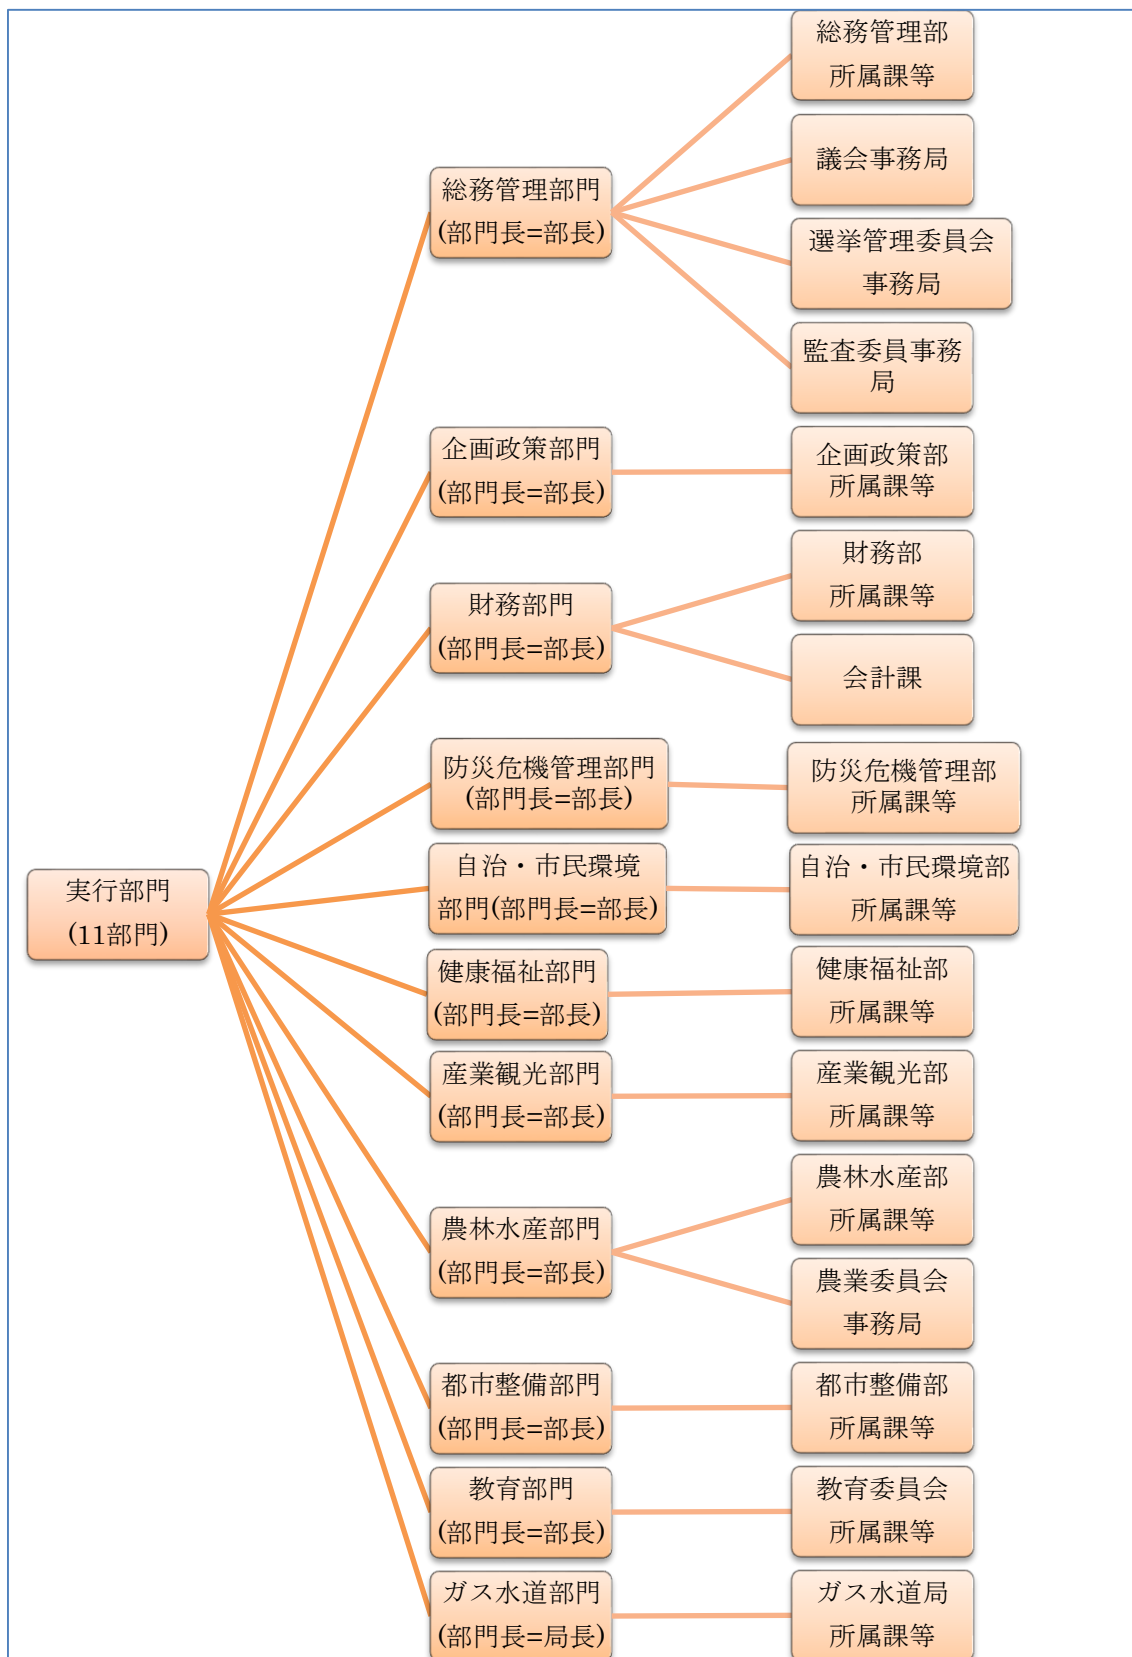 実行部門
(11部門)
総務管理部門
(部門長=部長)
総務管理部
所属課等
議会事務局
選挙管理委員会
事務局
監査委員事務
局
企画政策部門
(部門長=部長)
企画政策部
所属課等
財務部門
(部門長=部長)
財務部
所属課等
会計課
防災危機管理部門
(部門長=部長)
防災危機管理部
所属課等
自治・市民環境
部門(部門長=部長)
自治・市民環境部
所属課等
健康福祉部門
(部門長=部長)
健康福祉部
所属課等
産業観光部門
(部門長=部長)
産業観光部
所属課等
農林水産部門
(部門長=部長)
農林水産部
所属課等
農業委員会
事務局
都市整備部門
(部門長=部長)
都市整備部
所属課等
教育部門
(部門長=部長)
教育委員会
所属課等
ガス水道部門
(部門長=局長)
ガス水道局
所属課等